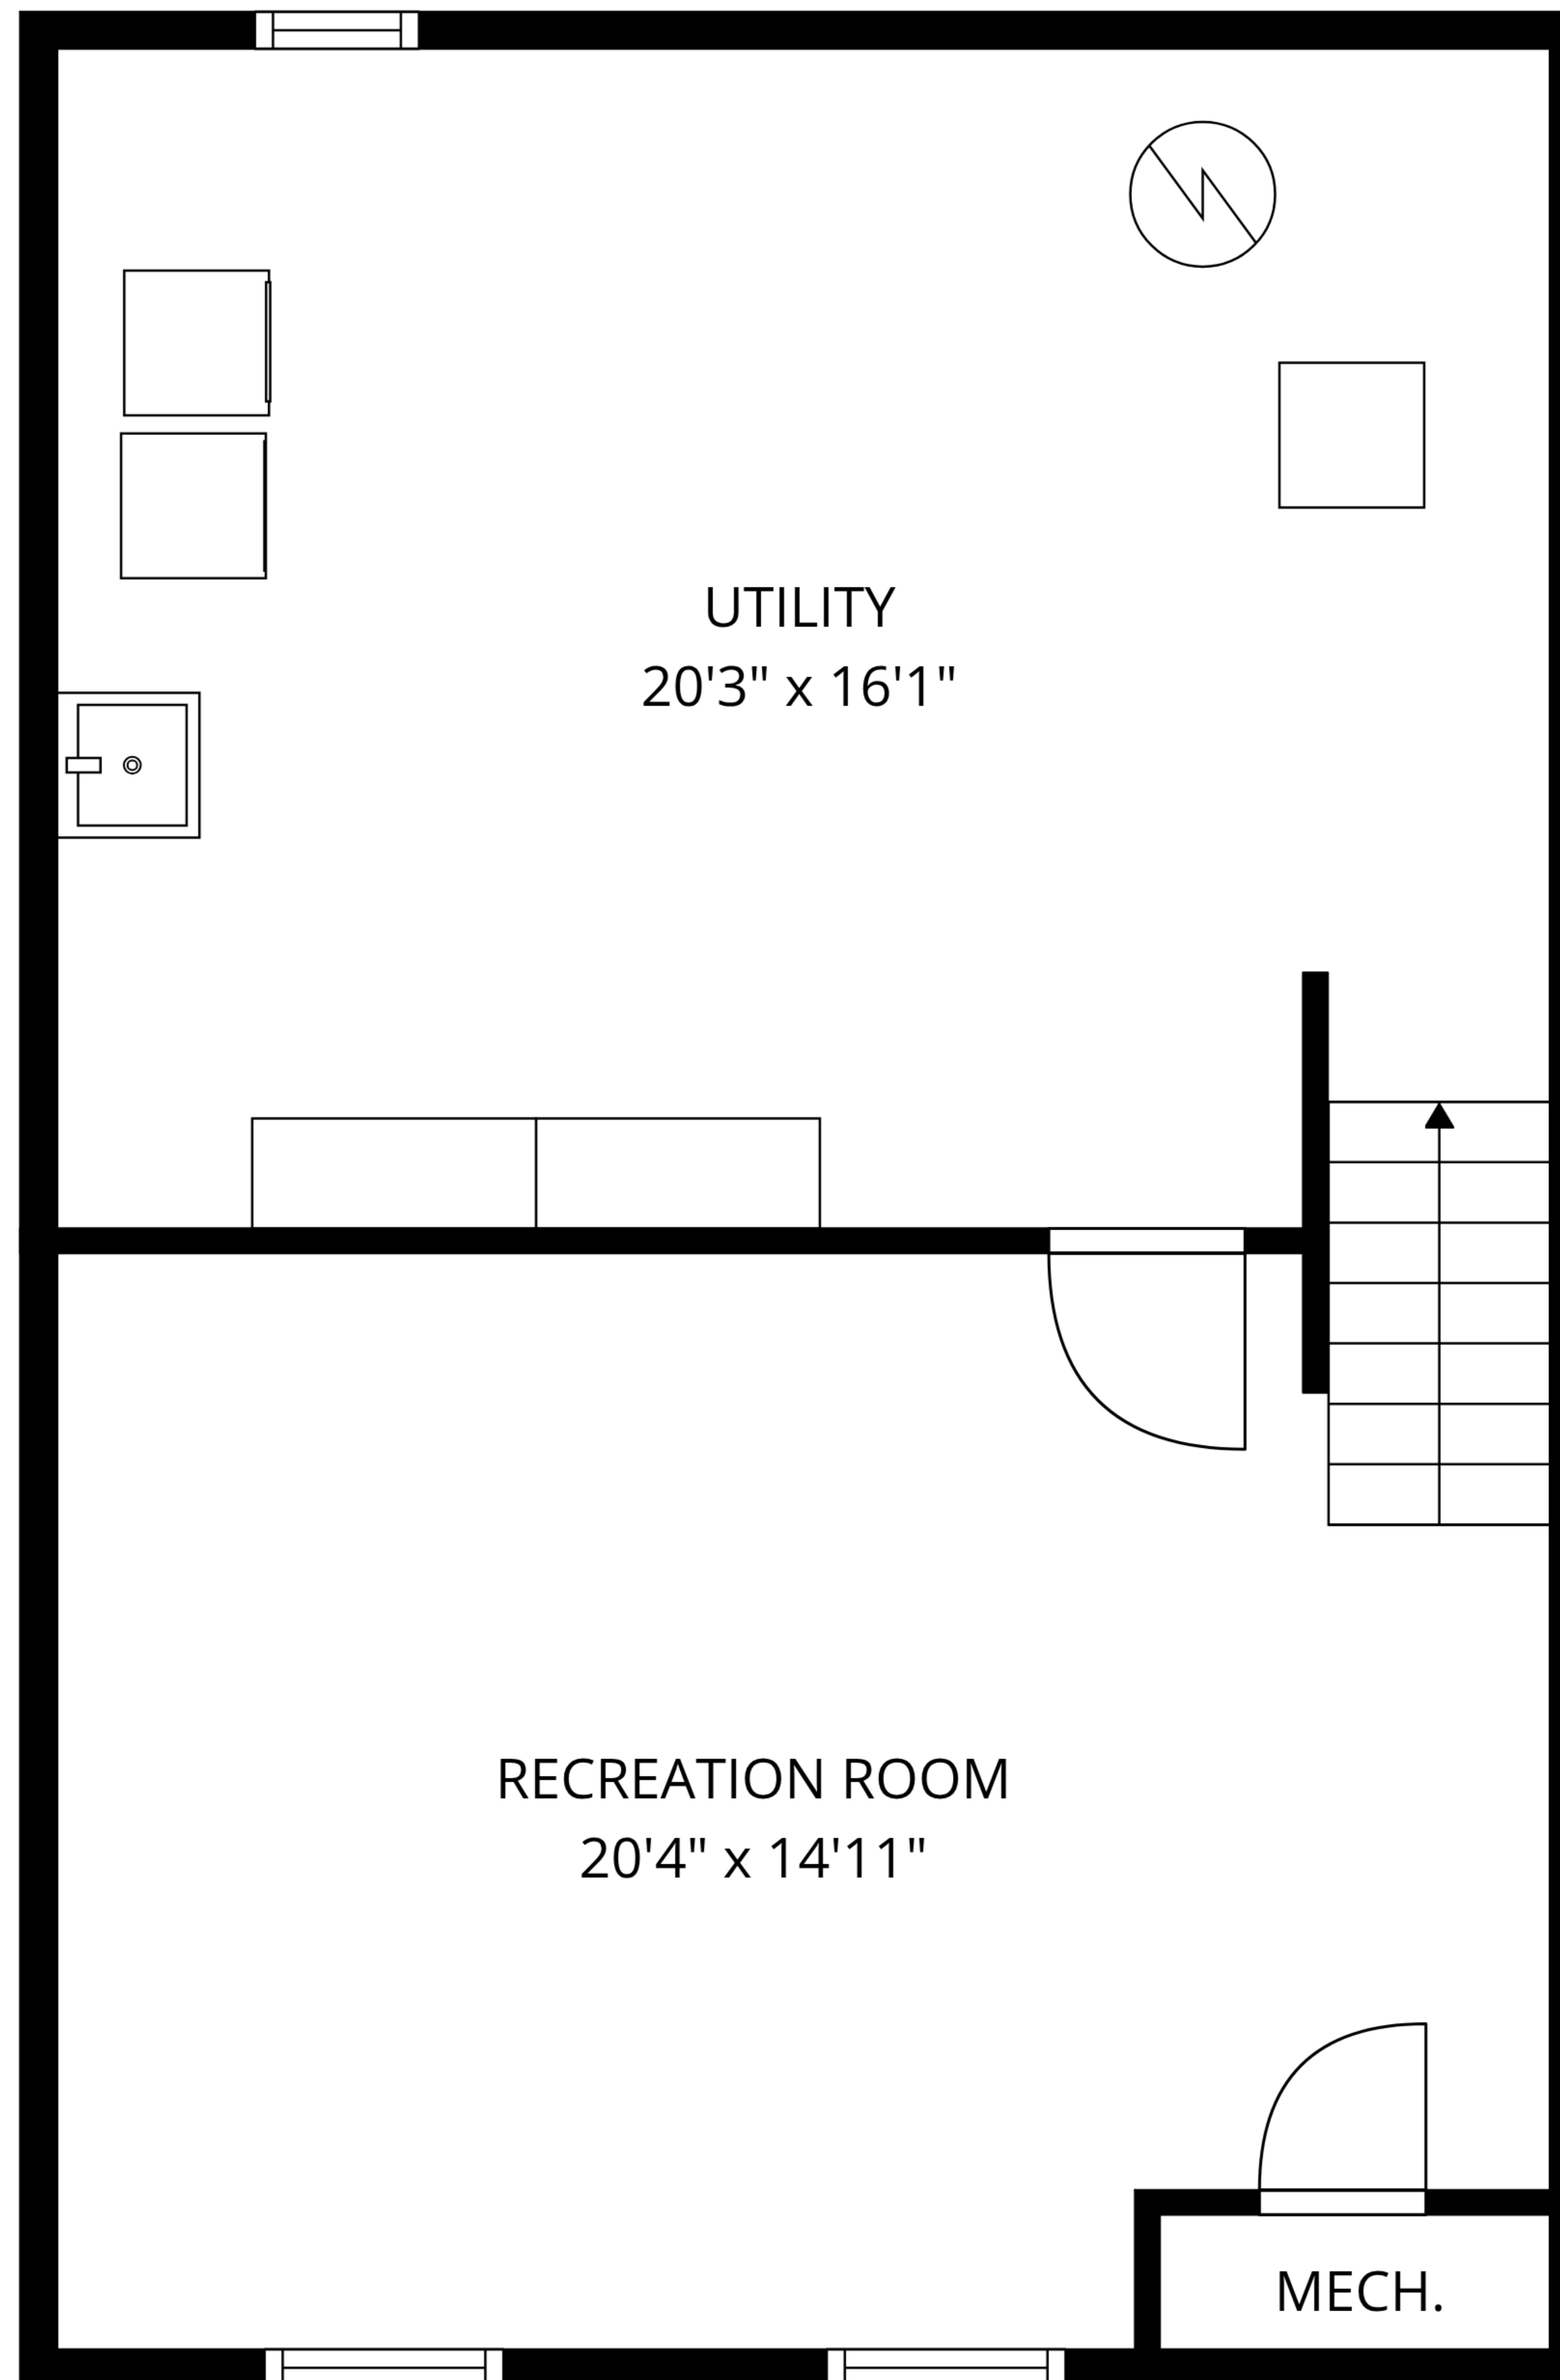 UTILITY
20'3" x 16'1"
RECREATION ROOM
20'4" x 14'11"
MECH.